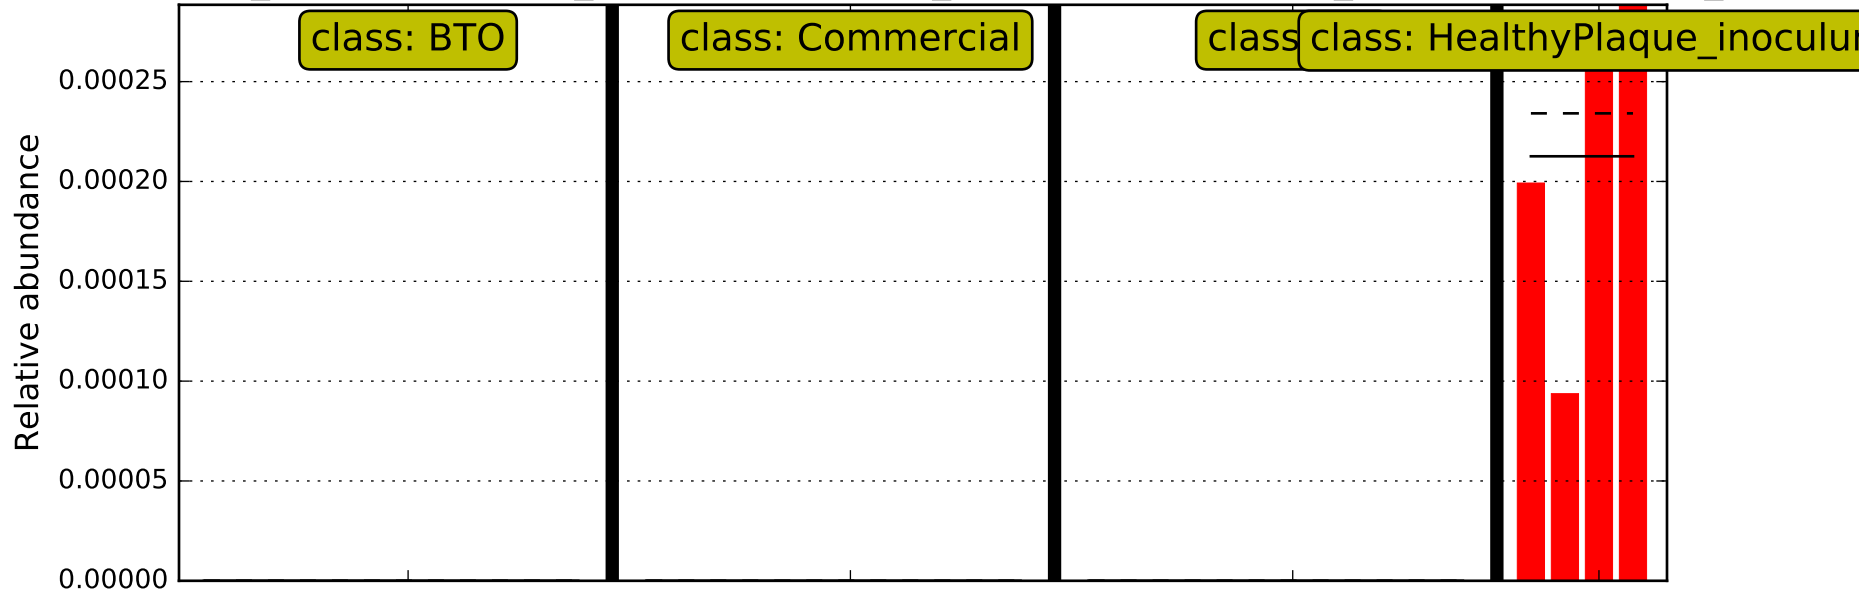 class: BTO
class: Commercial
class
class: HealthyPlaque_inoculu
0.00025
0.00020
0.00015
0.00010
0.00005
0.00000
Relative abundance